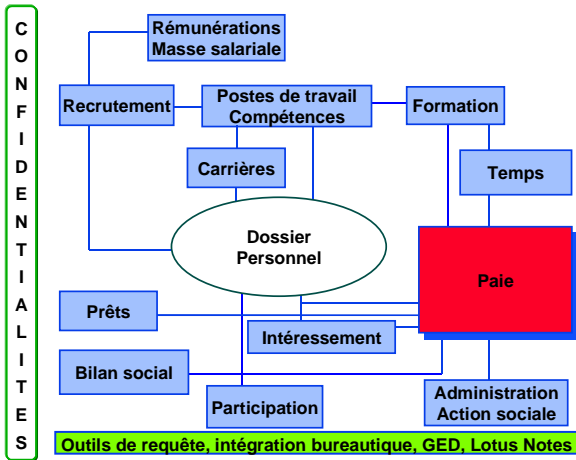 CONFIDENTIALITES
Rémunérations
Masse salariale
Recrutement
Postes de travail
Compétences
Formation
Carrières
Temps
Dossier
Personnel
Paie
Prêts
Intéressement
Bilan social
Participation
Administration
Action sociale
Outils de requête, intégration bureautique, GED, Lotus Notes